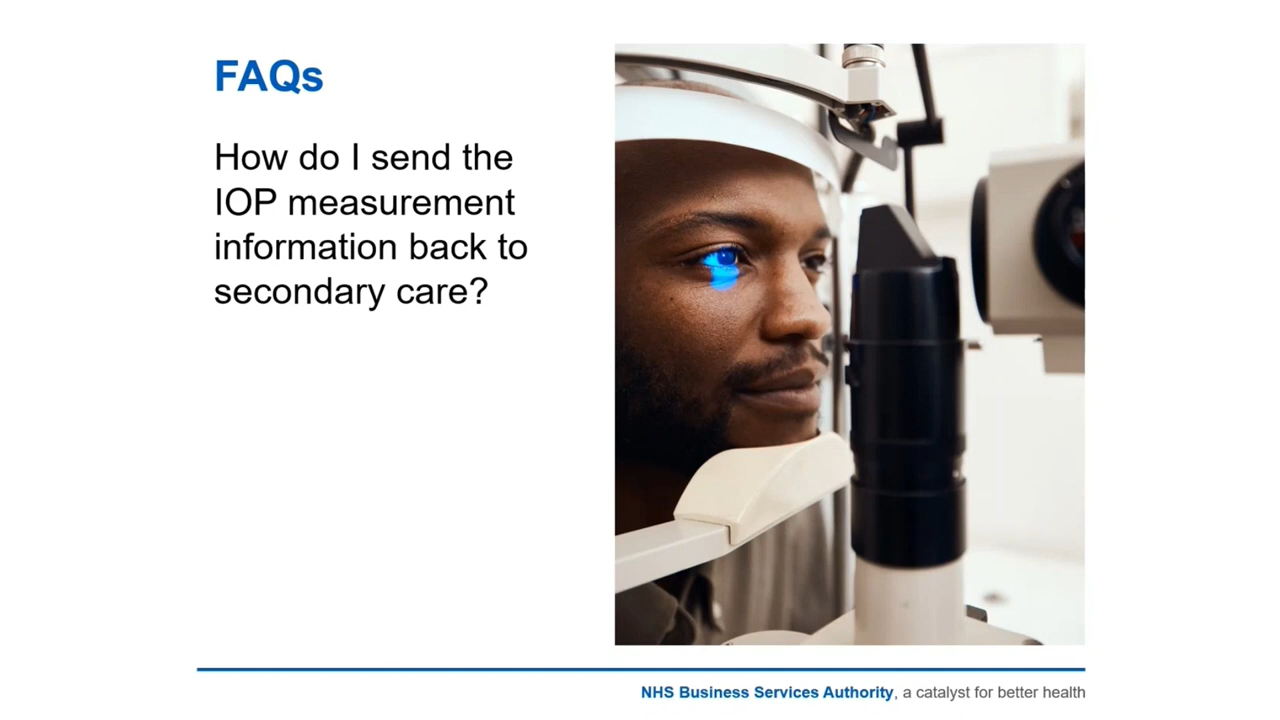 FAQs
How do I send the
IOP measurement
information back to
secondary care?
NHS Business Services Authority, a catalyst for better health